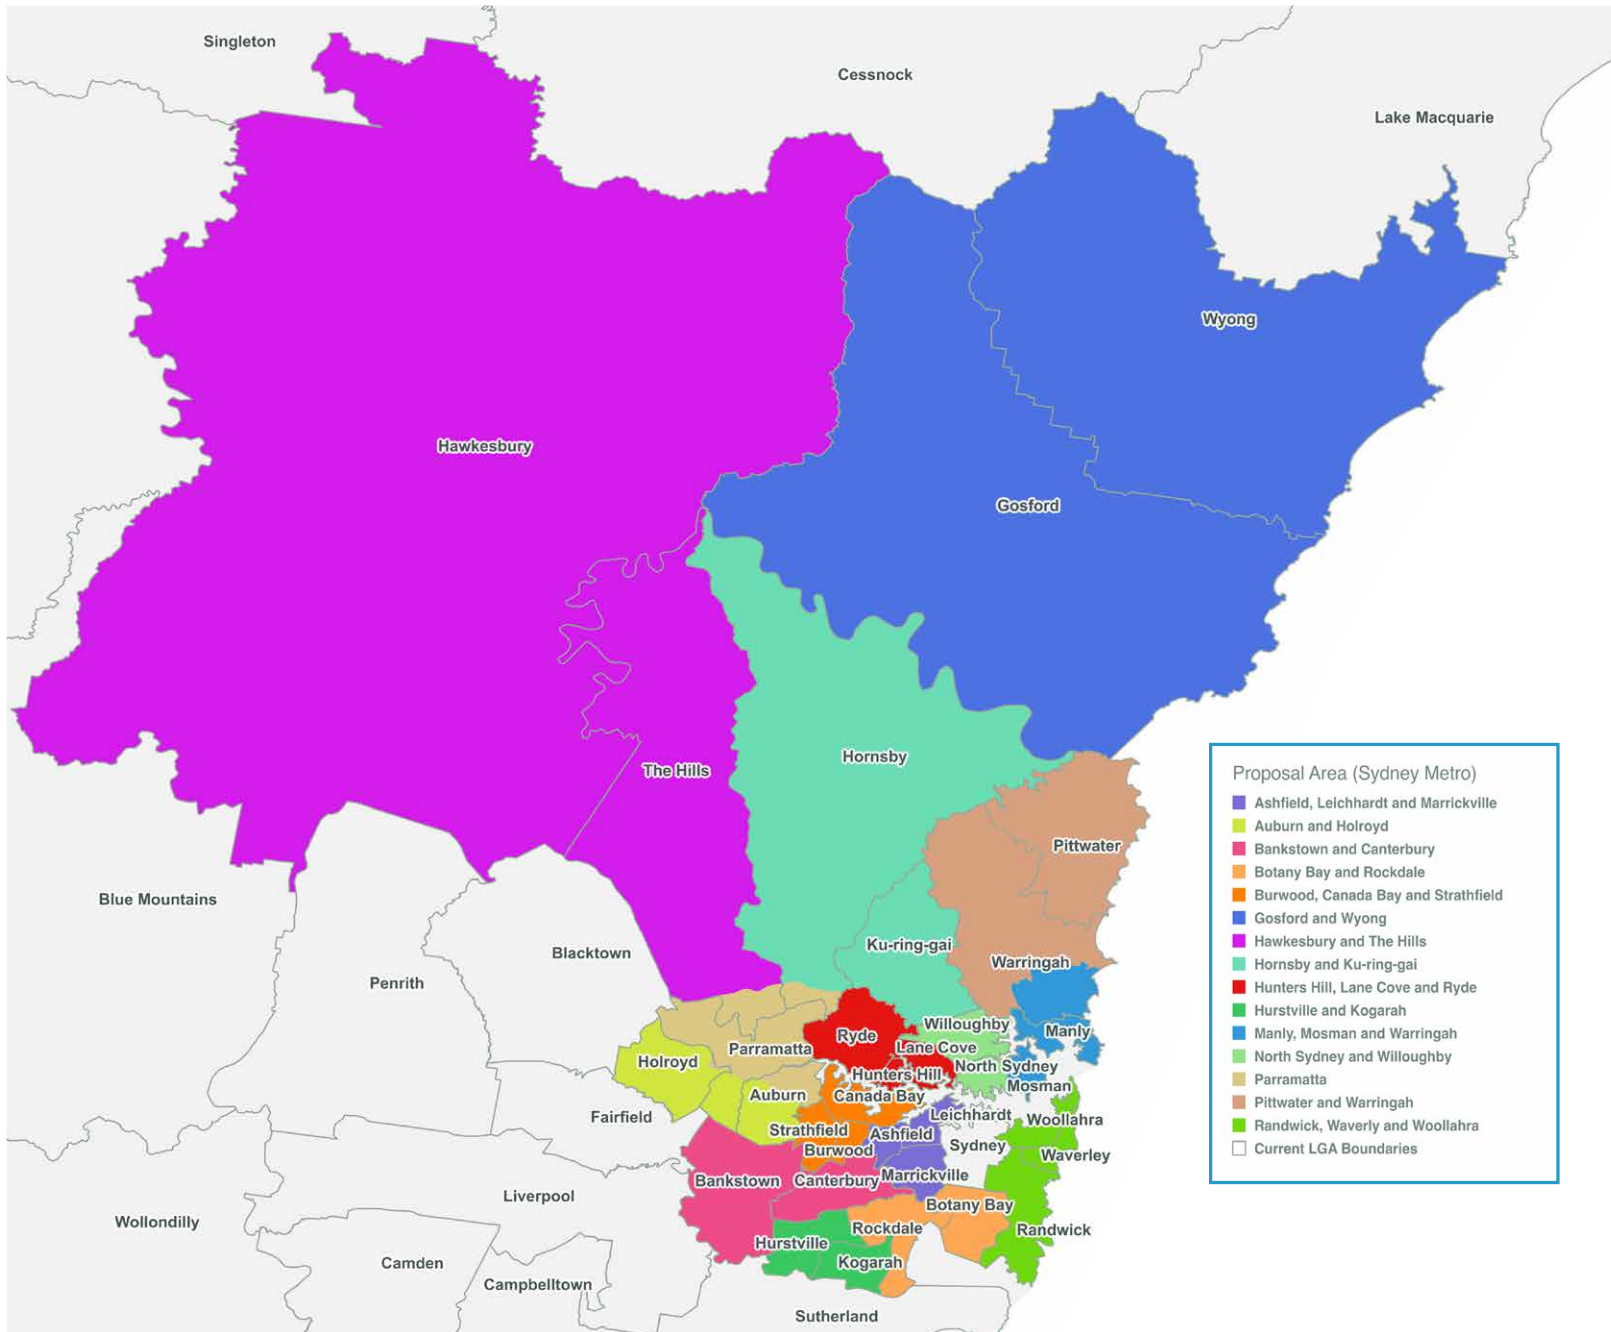 Singleton
Cessnock
Lake Macquarie
Wyong
Hawkesbury
Gosford
Hornsby
The Hills
Pittwater
Blue Mountains
Ku-ring-gai
Blacktown
Warringah
Penrith
Willoughby
Manly
Ryde
Lane Cove
Parramatta
Holroyd
North Sydney
Hunters Hill
Mosman
Auburn
Canada Bay
Fairfield
Leichhardt
Woollahra
Strathfield
Ashfield
Sydney
Burwood
Waverley
Bankstown
Canterbury
Marrickville
Liverpool
Botany Bay
Wollondilly
Rockdale
Randwick
Hurstville
Kogarah
Camden
Campbelltown
Sutherland
Proposal Area (Sydney Metro)
Ashfield, Leichhardt and Marrickville
Auburn and Holroyd
Bankstown and Canterbury
Botany Bay and Rockdale
Burwood, Canada Bay and Strathfield
Gosford and Wyong
Hawkesbury and The Hills
Hornsby and Ku-ring-gai
Hunters Hill, Lane Cove and Ryde
Hurstville and Kogarah
Manly, Mosman and Warringah
North Sydney and Willoughby
Parramatta
Pittwater and Warringah
Randwick, Waverly and Woollahra
Current LGA Boundaries